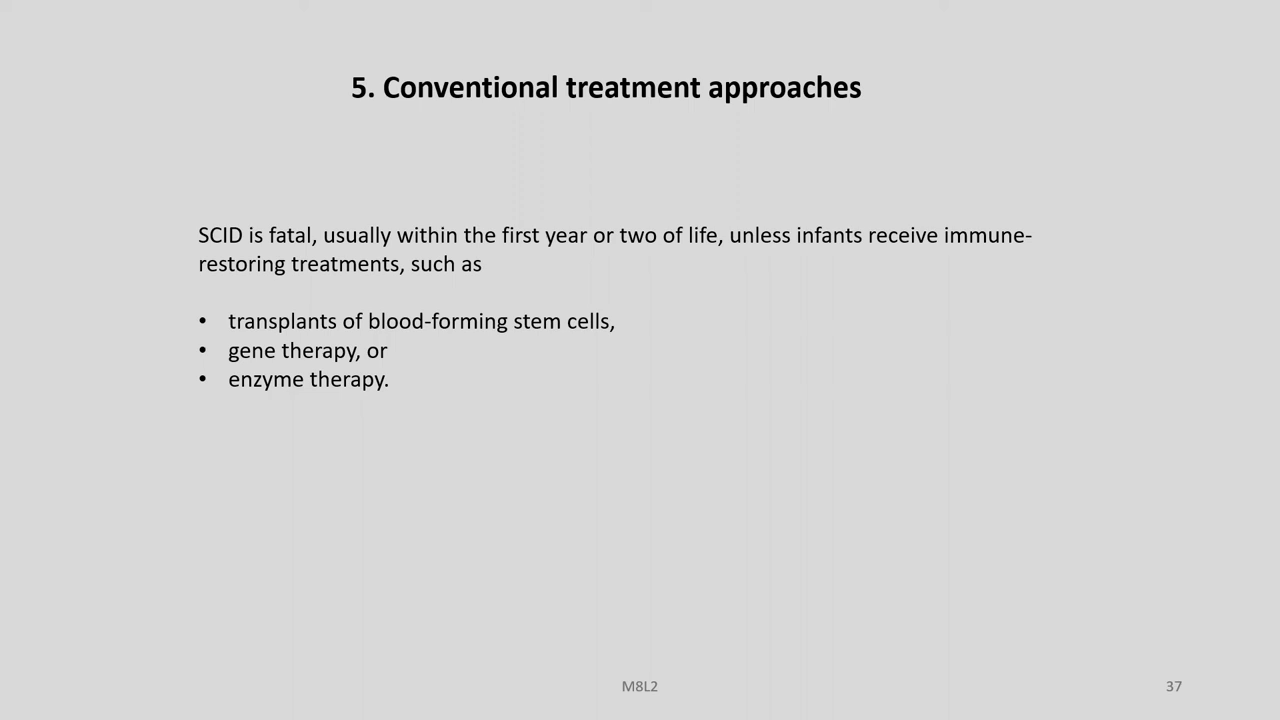 5. Conventional treatment approaches
SCID is fatal, usually within the first year or two of life, unless infants receive immune-
restoring treatments, such as
• transplants of blood-forming stem cells,
• gene therapy, or
• enzyme therapy.
M8L2
37